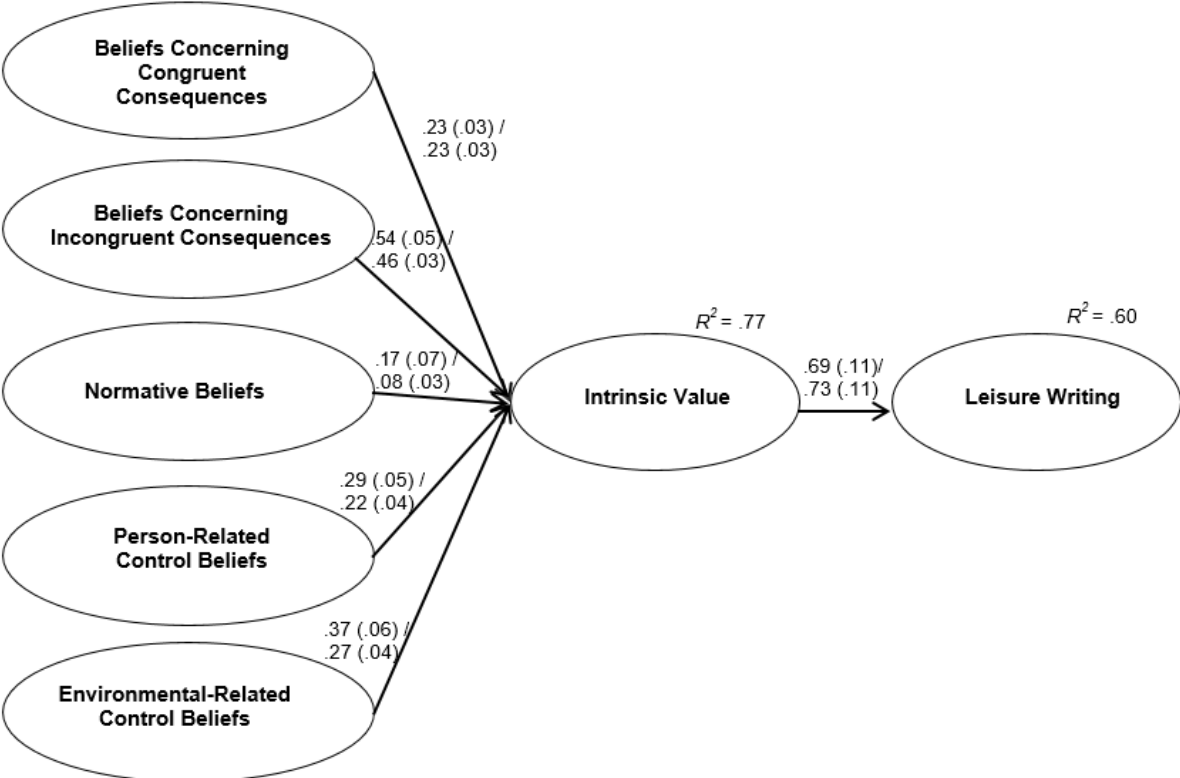 Beliefs Concerning
Congruent
Consequences
.23 (.03) /
.23 (.03)
Beliefs Concerning
Incongruent Consequences
.54 (.05) /
.46 (.03)
Normative Beliefs
.17 (.07) /
.08 (.03)
Person-Related
Control Beliefs
.29 (.05) /
.22 (.04)
Environmental-Related
Control Beliefs
.37 (.06) /
.27 (.04)
R² = .77
Intrinsic Value
.69 (.11)/
.73 (.11)
R² = .60
Leisure Writing